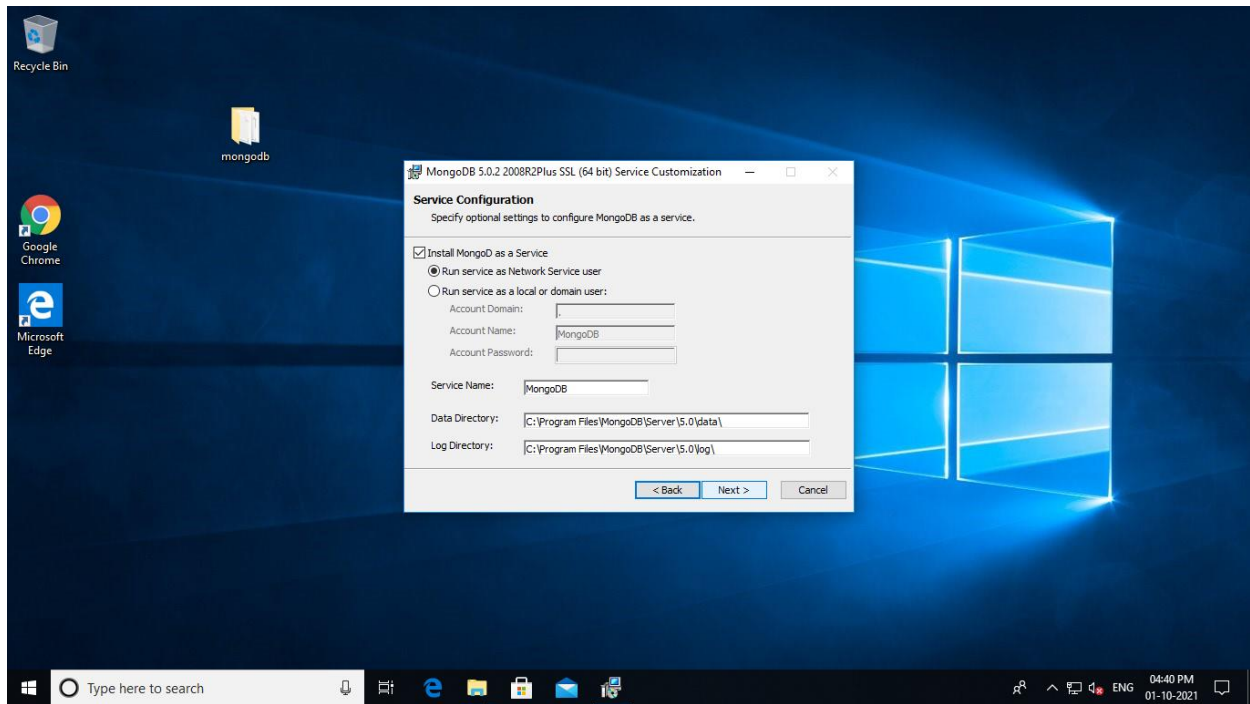 Recycle Bin
mongodb
Google
Chrome
Microsoft
Edge
MongoDB 5.0.2 2008R2Plus SSL (64 bit) Service Customization
Service Configuration
Specify optional settings to configure MongoDB as a service.
Install MongoD as a Service
Run service as Network Service user
Run service as a local or domain user:
Account Domain: .
Account Name: MongoDB
Account Password:
Service Name: MongoDB
Data Directory: C:\Program Files\MongoDB\Server\5.0\data\
Log Directory: C:\Program Files\MongoDB\Server\5.0\log\
< Back Next > Cancel
Type here to search
ENG
04:40 PM
01-10-2021